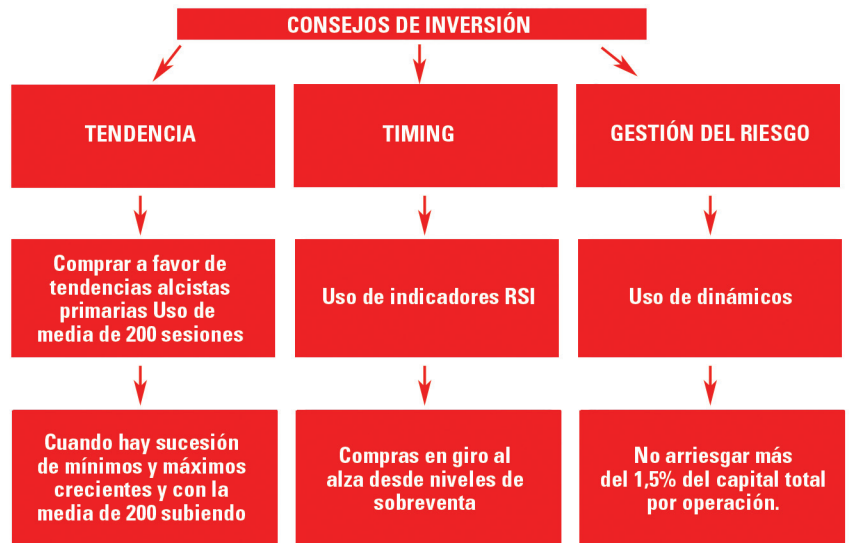 CONSEJOS DE INVERSIÓN
TENDENCIA
TIMING
GESTIÓN DEL RIESGO
Comprar a favor de
tendencias alcistas
primarias Uso de
media de 200 sesiones
Uso de indicadores RSI
Uso de dinámicos
Cuando hay sucesión
de mínimos y máximos
crecientes y con la
media de 200 subiendo
Compras en giro al
alza desde niveles de
sobreventa
No arriesgar más
del 1,5% del capital total
por operación.